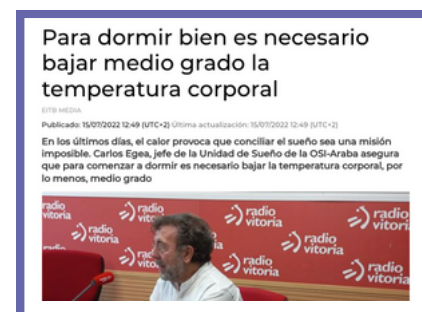 Para dormir bien es necesario
bajar medio grado la
temperatura corporal
EITB MEDIA
Publicado: 15/07/2022 12:49 (UTC+2) Última actualización: 15/07/2022 12:49 (UTC+2)
En los últimos días, el calor provoca que conciliar el sueño sea una misión
imposible. Carlos Egea, jefe de la Unidad de Sueño de la OSI-Araba asegura
que para comenzar a dormir es necesario bajar la temperatura corporal, por
lo menos, medio grado
radio vitoria
radio
radio vitoria
radio vitoria
radio vitoria
radio vitoria
radio
radio vitoria
radio vitoria